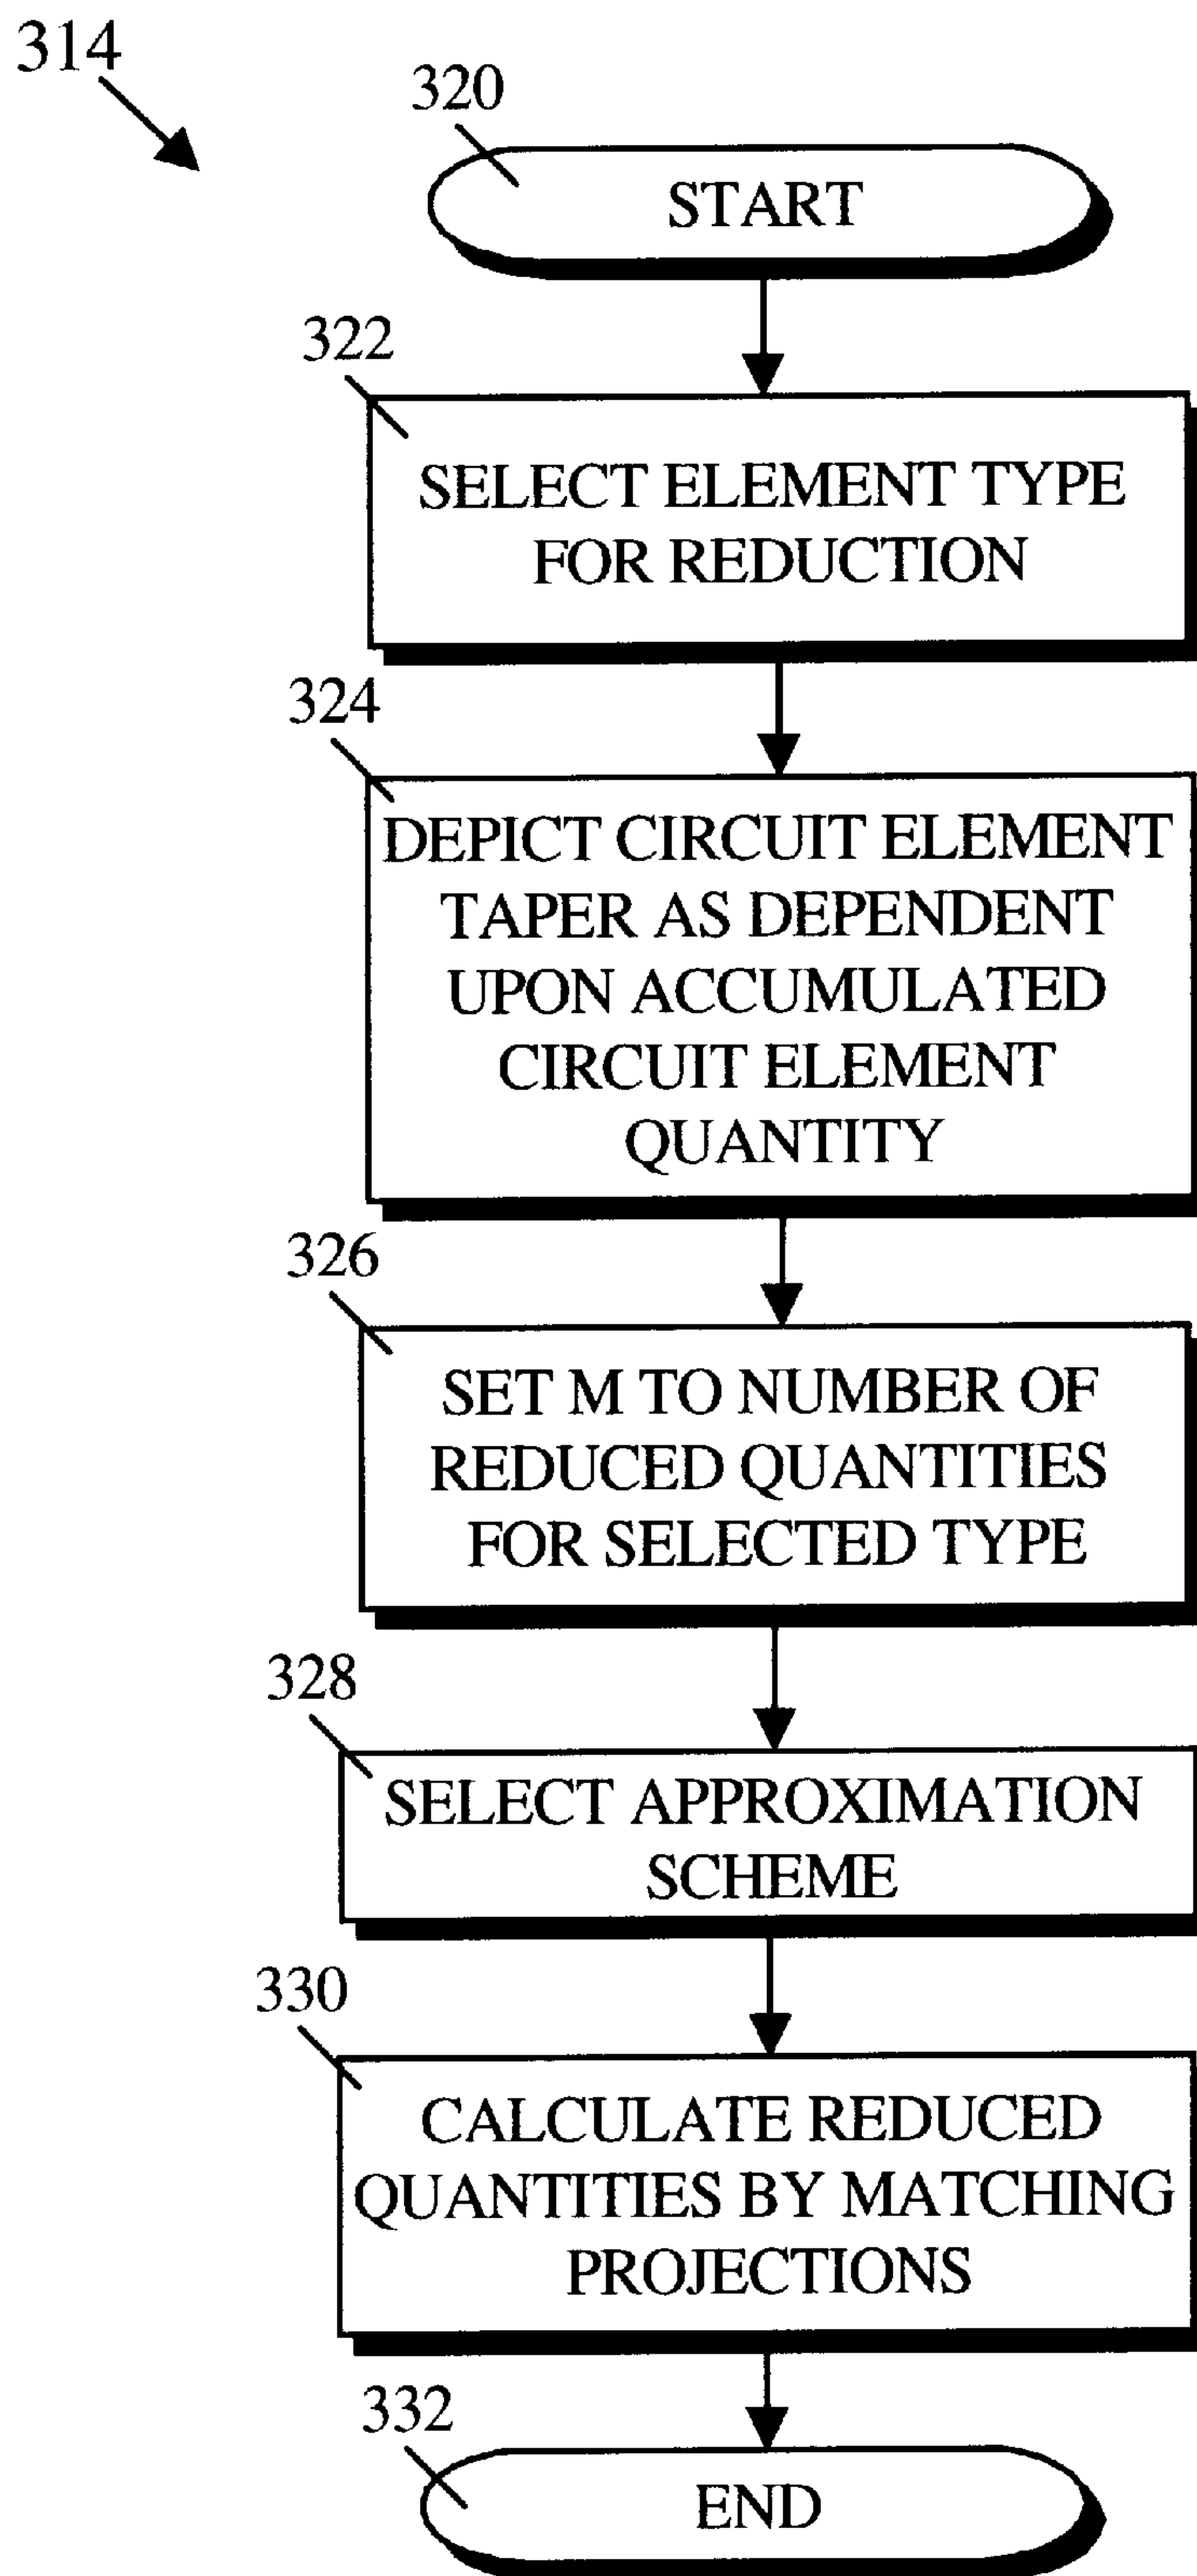 314
320
START
322
SELECT ELEMENT TYPE
FOR REDUCTION
324
DEPICT CIRCUIT ELEMENT
TAPER AS DEPENDENT
UPON ACCUMULATED
CIRCUIT ELEMENT
QUANTITY
326
SET M TO NUMBER OF
REDUCED QUANTITIES
FOR SELECTED TYPE
328
SELECT APPROXIMATION
SCHEME
330
CALCULATE REDUCED
QUANTITIES BY MATCHING
PROJECTIONS
332
END